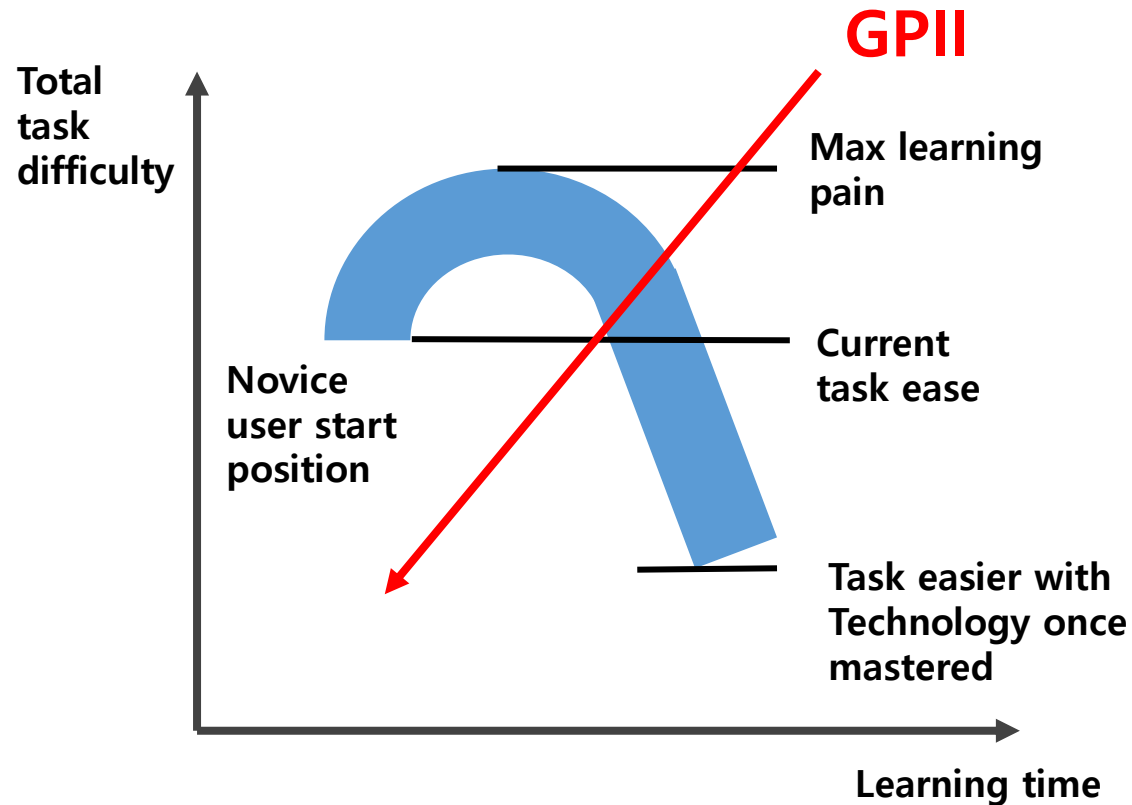 GPII
Total
task
difficulty
Max learning
pain
Current
task ease
Novice
user start
position
Task easier with
Technology once
mastered
Learning time